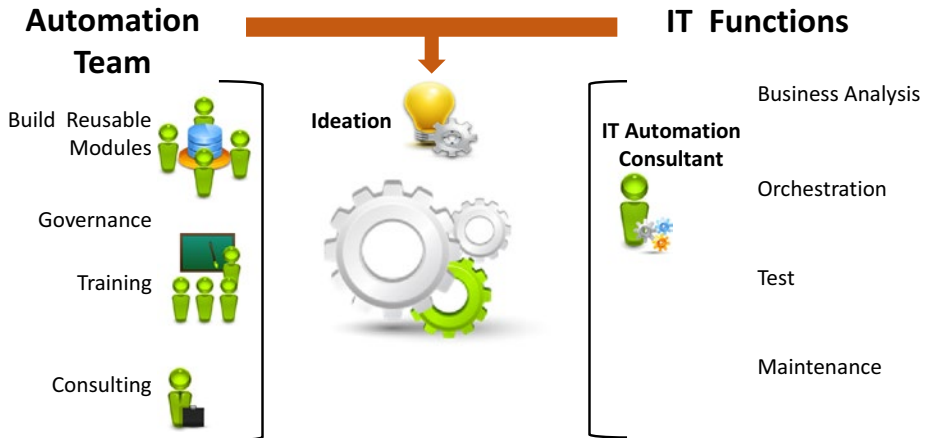 Automation
Team
IT Functions
Build Reusable
Modules
Governance
Training
Consulting
Ideation
IT Automation
Consultant
Business Analysis
Orchestration
Test
Maintenance